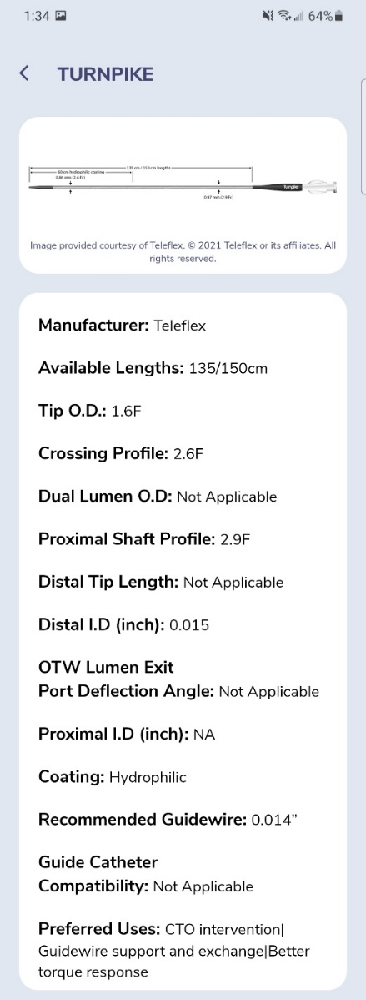 1:34
64%
TURNPIKE
135 cm / 150 cm lengths
60 cm hydrophilic coating
0.86 mm (2.6 Fr)
Turnpike
0.97 mm (2.9 Fr)
Image provided courtesy of Teleflex. © 2021 Teleflex or its affiliates. All
rights reserved.
Manufacturer: Teleflex
Available Lengths: 135/150cm
Tip O.D.: 1.6F
Crossing Profile: 2.6F
Dual Lumen O.D: Not Applicable
Proximal Shaft Profile: 2.9F
Distal Tip Length: Not Applicable
Distal I.D (inch): 0.015
OTW Lumen Exit
Port Deflection Angle: Not Applicable
Proximal I.D (inch): NA
Coating: Hydrophilic
Recommended Guidewire: 0.014”
Guide Catheter
Compatibility: Not Applicable
Preferred Uses: CTO intervention|
Guidewire support and exchange|Better
torque response